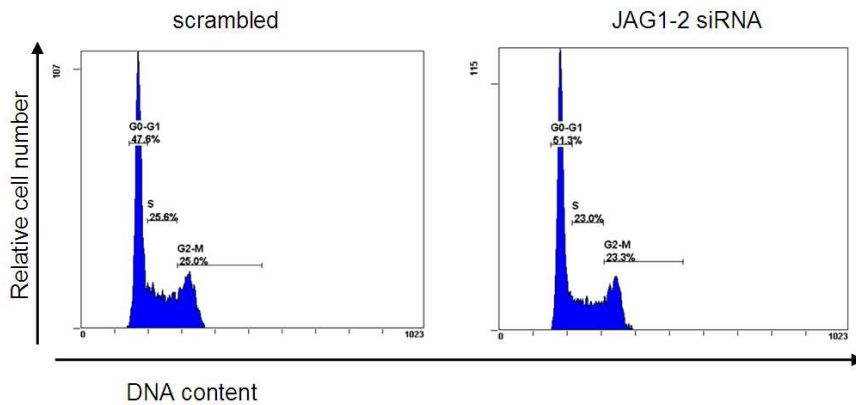 scrambled
JAG1-2 siRNA
Relative cell number
107
G0-G1
47.6%
S
25.6%
G2-M
25.0%
0
1023
115
G0-G1
51.3%
S
23.0%
G2-M
23.3%
0
1023
DNA content